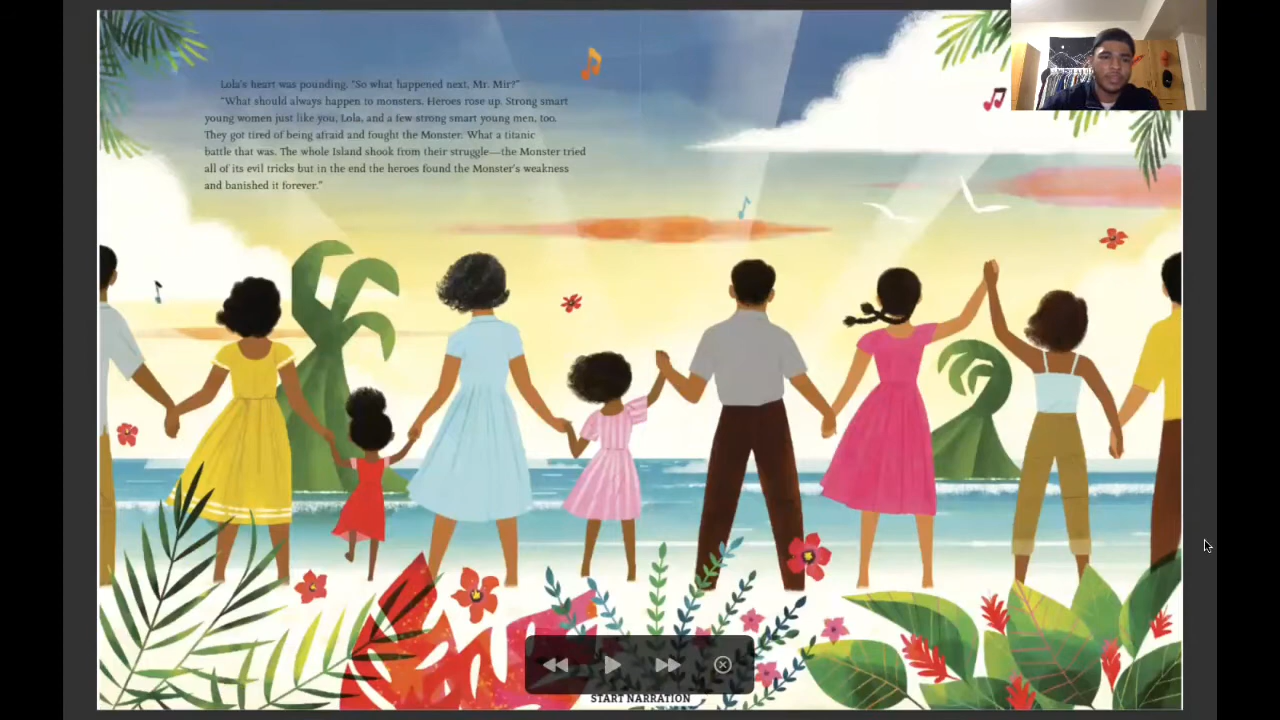 Lola's heart was pounding. "So what happened next, Mr. Mir?"
"What should always happen to monsters. Heroes rose up. Strong smart
young women just like you, Lola, and a few strong smart young men, too.
They got tired of being afraid and fought the Monster. What a titanic
battle that was. The whole Island shook from their struggle—the Monster tried
all of its evil tricks but in the end the heroes found the Monster's weakness
and banished it forever."
START NARRATION